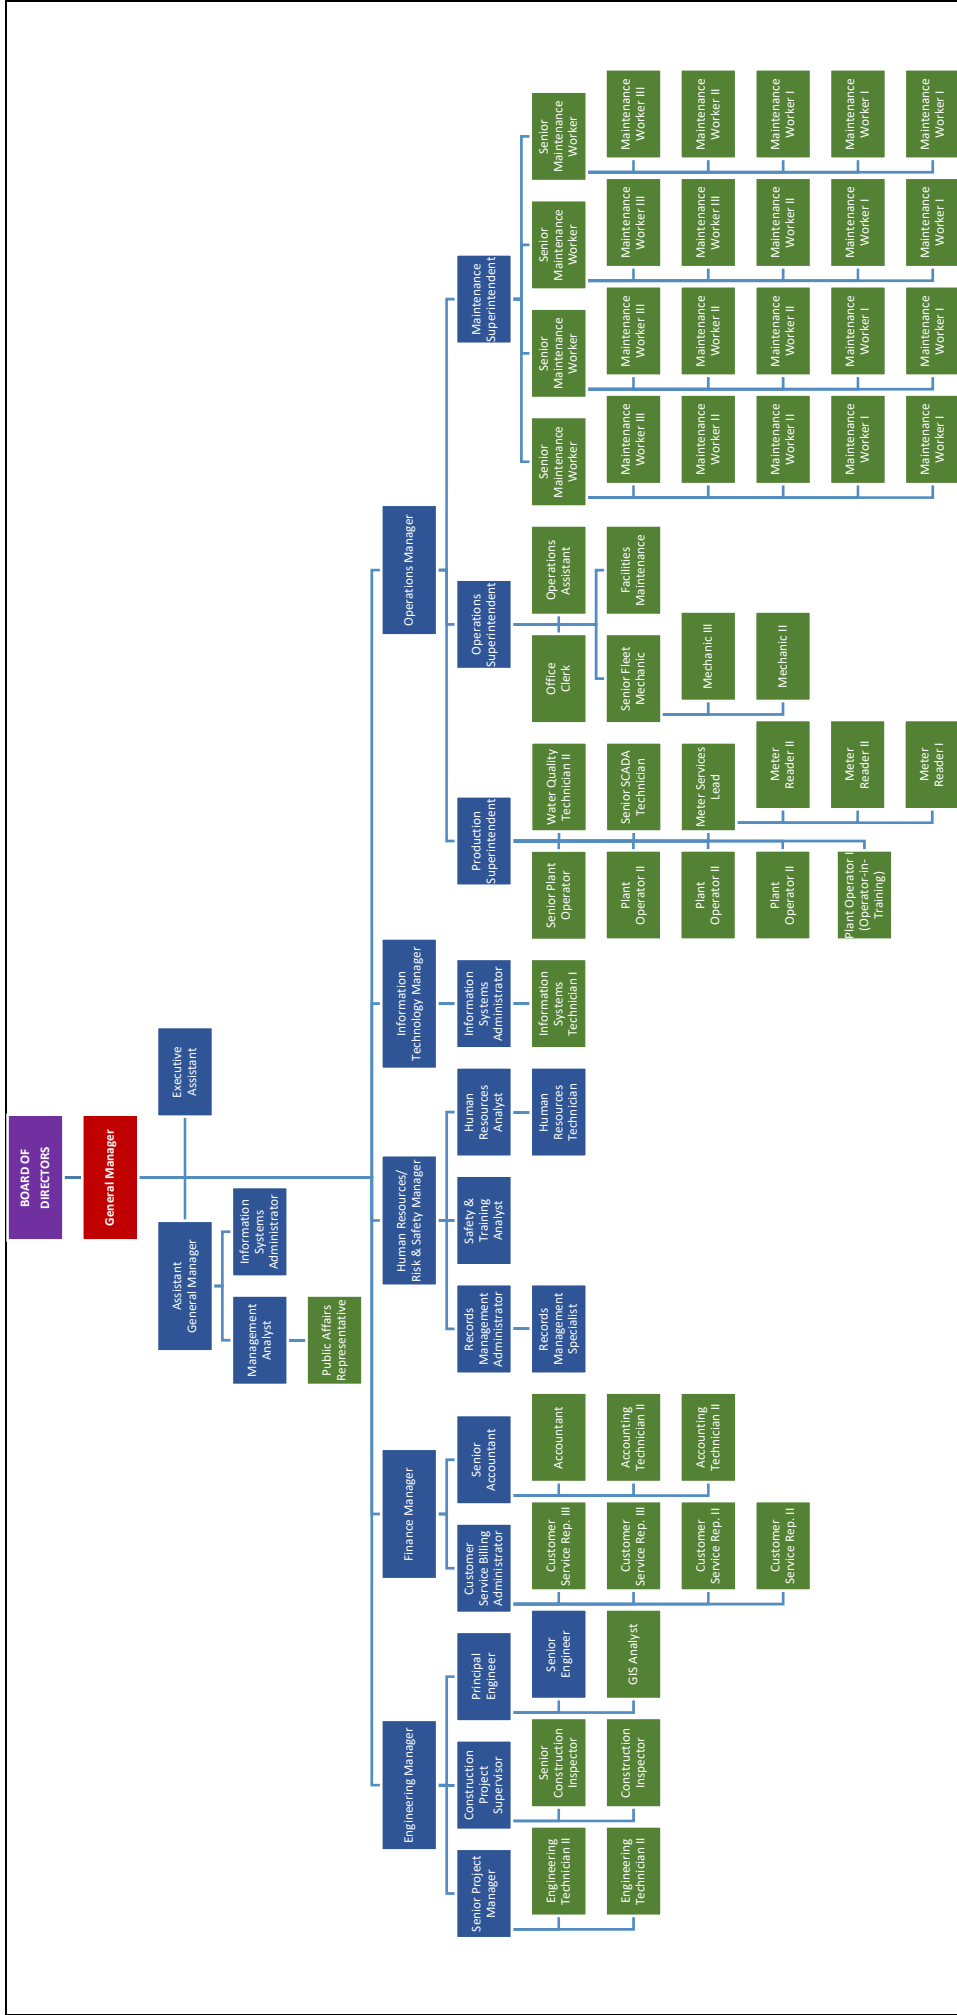 BOARD OF
DIRECTORS
General Manager
Assistant
General Manager
Executive
Assistant
Management
Analyst
Information
Systems
Administrator
Public Affairs
Representative
Engineering Manager
Finance Manager
Human Resources/
Risk & Safety Manager
Information
Technology Manager
Operations Manager
Senior Project
Manager
Construction
Project
Supervisor
Principal
Engineer
Customer
Service Billing
Administrator
Senior
Accountant
Records
Management
Administrator
Safety &
Training
Analyst
Human
Resources
Analyst
Information
Systems
Administrator
Production
Superintendent
Operations
Superintendent
Maintenance
Superintendent
Engineering
Technician II
Senior
Construction
Inspector
Senior
Engineer
Customer
Service Rep. III
Accountant
Records
Management
Specialist
Human
Resources
Technician
Information
Systems
Technician I
Senior Plant
Operator
Water Quality
Technician II
Office
Clerk
Operations
Assistant
Senior
Maintenance
Worker
Senior
Maintenance
Worker
Senior
Maintenance
Worker
Senior
Maintenance
Worker
Engineering
Technician II
Construction
Inspector
GIS Analyst
Customer
Service Rep. III
Accounting
Technician II
Plant
Operator II
Senior SCADA
Technician
Senior Fleet
Mechanic
Facilities
Maintenance
Maintenance
Worker III
Maintenance
Worker III
Maintenance
Worker III
Maintenance
Worker III
Customer
Service Rep. II
Accounting
Technician II
Plant
Operator II
Meter Services
Lead
Mechanic III
Maintenance
Worker II
Maintenance
Worker II
Maintenance
Worker III
Maintenance
Worker II
Customer
Service Rep. II
Plant
Operator II
Meter
Reader II
Mechanic II
Maintenance
Worker II
Maintenance
Worker II
Maintenance
Worker II
Maintenance
Worker I
Plant Operator I
(Operator-in-
Training)
Meter
Reader II
Maintenance
Worker I
Maintenance
Worker I
Maintenance
Worker I
Maintenance
Worker I
Meter
Reader I
Maintenance
Worker I
Maintenance
Worker I
Maintenance
Worker I
Maintenance
Worker I